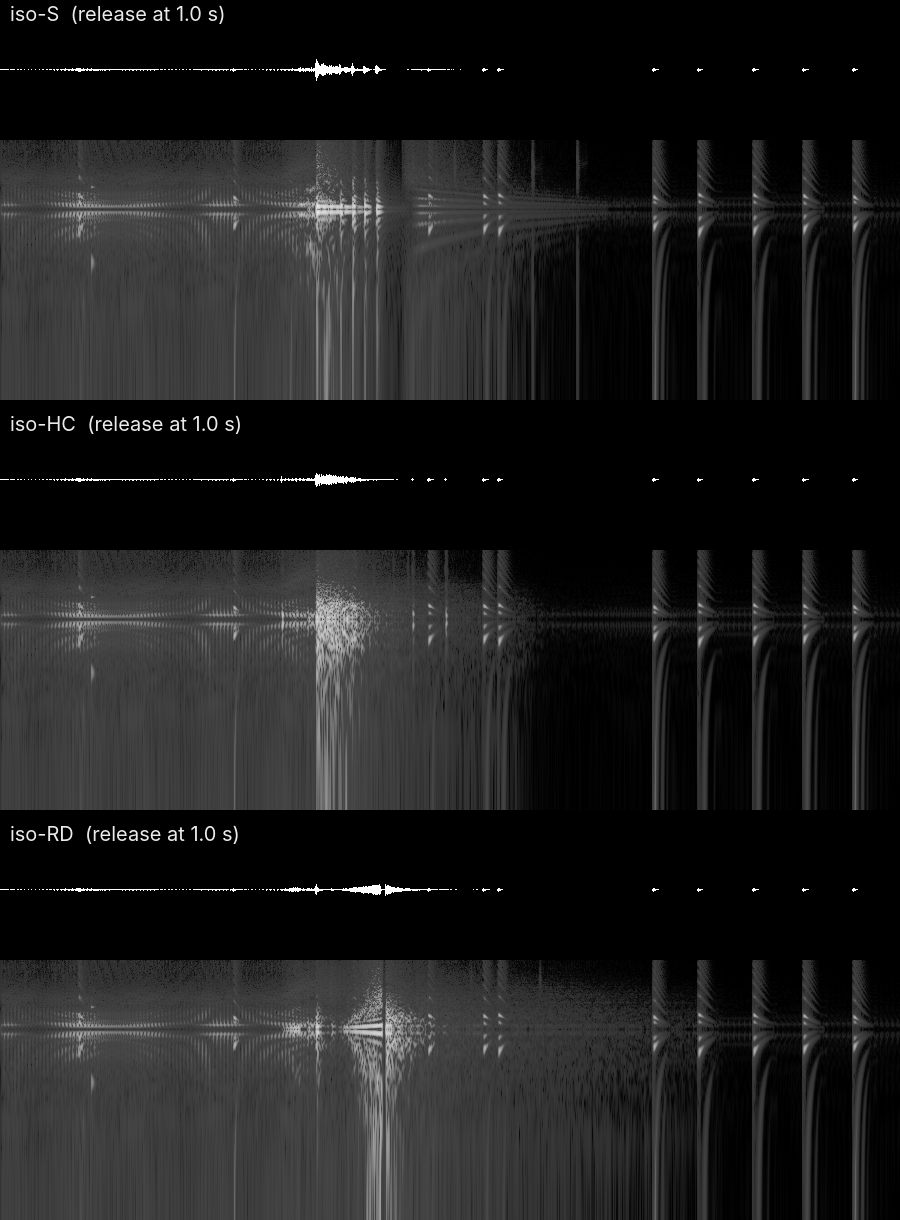 iso-S (release at 1.0 s)
iso-HC (release at 1.0 s)
iso-RD (release at 1.0 s)